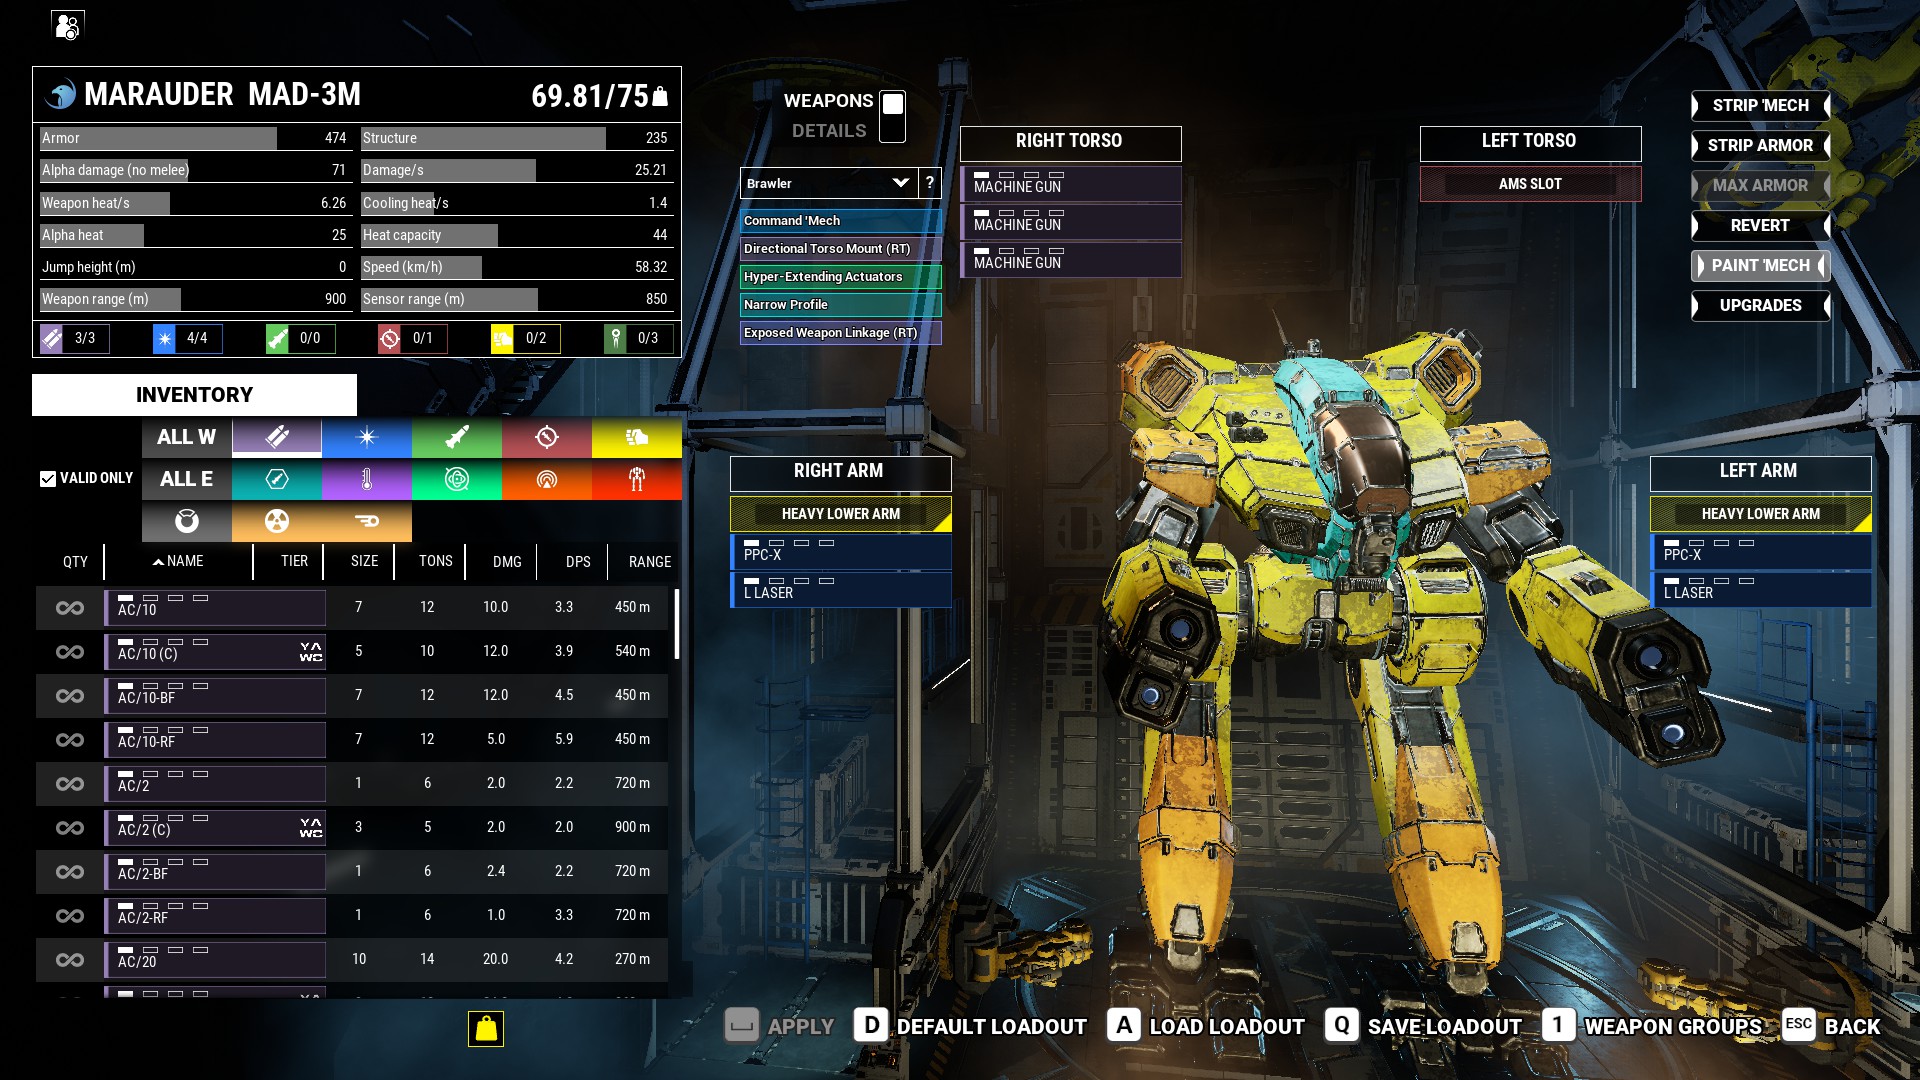 MARAUDER MAD-3M
69.81/75
Armor 474
Structure 235
Alpha damage (no melee) 71
Damage/s 25.21
Weapon heat/s 6.26
Cooling heat/s 1.4
Alpha heat 25
Heat capacity 44
Jump height (m) 0
Speed (km/h) 58.32
Weapon range (m) 900
Sensor range (m) 850
3/3 4/4 0/0 0/1 0/2 0/3
INVENTORY
ALL W
VALID ONLY
ALL E
QTY NAME TIER SIZE TONS DMG DPS RANGE
∞ AC/10 7 12 10.0 3.3 450 m
∞ AC/10 (C) YAWC 5 10 12.0 3.9 540 m
∞ AC/10-BF 7 12 12.0 4.5 450 m
∞ AC/10-RF 7 12 5.0 5.9 450 m
∞ AC/2 1 6 2.0 2.2 720 m
∞ AC/2 (C) YAWC 3 5 2.0 2.0 900 m
∞ AC/2-BF 1 6 2.4 2.2 720 m
∞ AC/2-RF 1 6 1.0 3.3 720 m
∞ AC/20 10 14 20.0 4.2 270 m
WEAPONS
DETAILS
Brawler ?
Command 'Mech
Directional Torso Mount (RT)
Hyper-Extending Actuators
Narrow Profile
Exposed Weapon Linkage (RT)
RIGHT TORSO
MACHINE GUN
MACHINE GUN
MACHINE GUN
LEFT TORSO
AMS SLOT
RIGHT ARM
HEAVY LOWER ARM
PPC-X
L LASER
LEFT ARM
HEAVY LOWER ARM
PPC-X
L LASER
STRIP 'MECH
STRIP ARMOR
MAX ARMOR
REVERT
PAINT 'MECH
UPGRADES
APPLY
D DEFAULT LOADOUT
A LOAD LOADOUT
Q SAVE LOADOUT
1 WEAPON GROUPS
ESC BACK